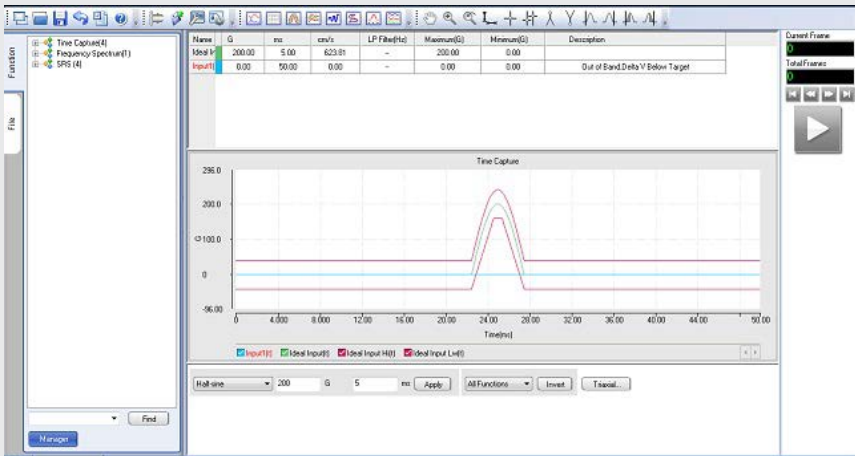 Function
File
Time Capture(4)
Frequency Spectrum(1)
SRS (4)
Find
Manager
Name G ms cm/s LP Filter(Hz) Maximum(G) Minimum(G) Description
Ideal In 200.00 5.00 623.81 - 200.00 0.00
Input1( 0.00 50.00 0.00 - 0.00 0.00 Out of Band,Delta V Below Target
Time Capture
296.0
200.0
G 100.0
0
-96.00
0 4.000 8.000 12.00 16.00 20.00 24.00 28.00 32.00 36.00 40.00 44.00 50.00
Time(ms)
Input1(t) Ideal Input(t) Ideal Input Hi(t) Ideal Input Lw(t)
Half-sine 200 G 5 ms Apply All Functions Invert Triaxial...
Current Frame
0
Total Frames
0